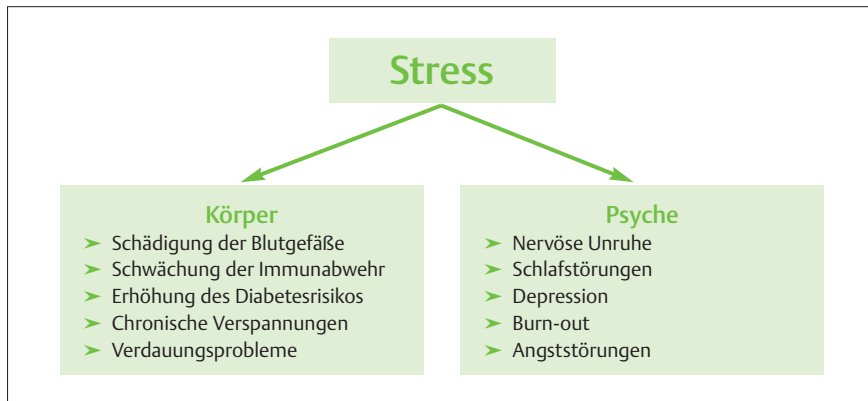 Stress
Körper
➤ Schädigung der Blutgefäße
➤ Schwächung der Immunabwehr
➤ Erhöhung des Diabetesrisikos
➤ Chronische Verspannungen
➤ Verdauungsprobleme
Psyche
➤ Nervöse Unruhe
➤ Schlafstörungen
➤ Depression
➤ Burn-out
➤ Angststörungen